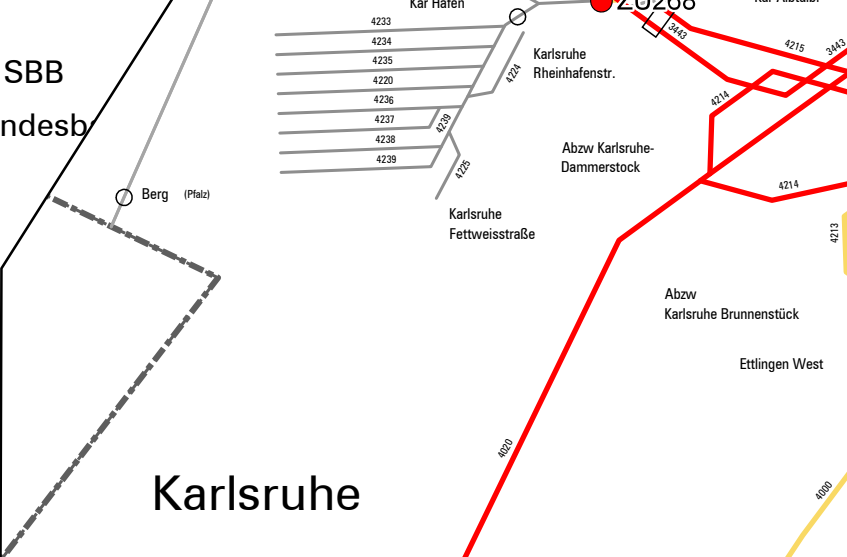 Kar Hafen
Z0268
4233
4234
4235
4220
4236
4237
4238
4239
4239
4224
4225
Karlsruhe
Rheinhafenstr.
3443
4215
3443
SBB
4214
Abzw Karlsruhe-
Dammerstock
4214
Berg (Pfalz)
Karlsruhe
Fettweisstraße
4213
Abzw
Karlsruhe Brunnenstück
Ettlingen West
4020
Karlsruhe
4000